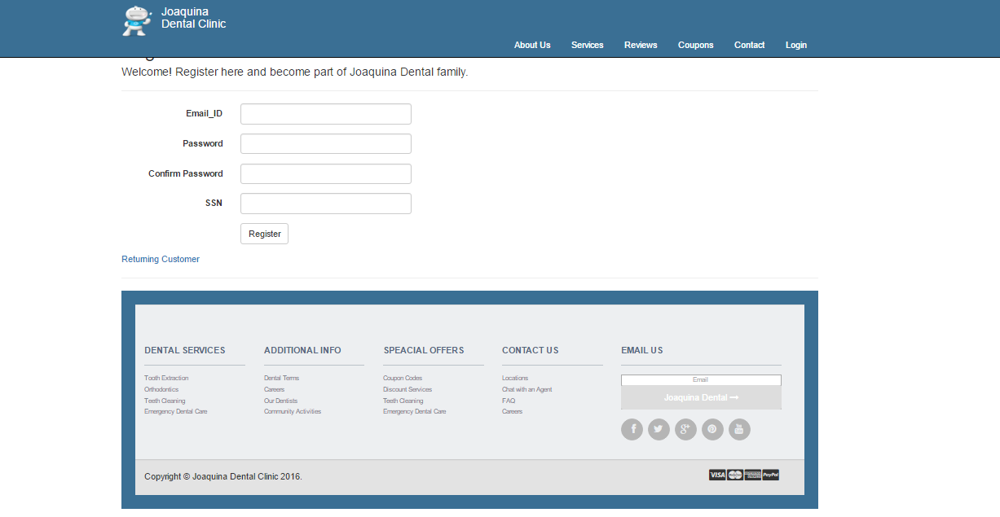 Joaquina
Dental Clinic
About Us Services Reviews Coupons Contact Login
Welcome! Register here and become part of Joaquina Dental family.
Email_ID
Password
Confirm Password
SSN
Register
Returning Customer
DENTAL SERVICES
Tooth Extraction
Orthodontics
Teeth Cleaning
Emergency Dental Care
ADDITIONAL INFO
Dental Terms
Careers
Our Dentists
Community Activities
SPEACIAL OFFERS
Coupon Codes
Discount Services
Teeth Cleaning
Emergency Dental Care
CONTACT US
Locations
Chat with an Agent
FAQ
Careers
EMAIL US
Email
Joaquina Dental →
Copyright © Joaquina Dental Clinic 2016.
VISA PayPal